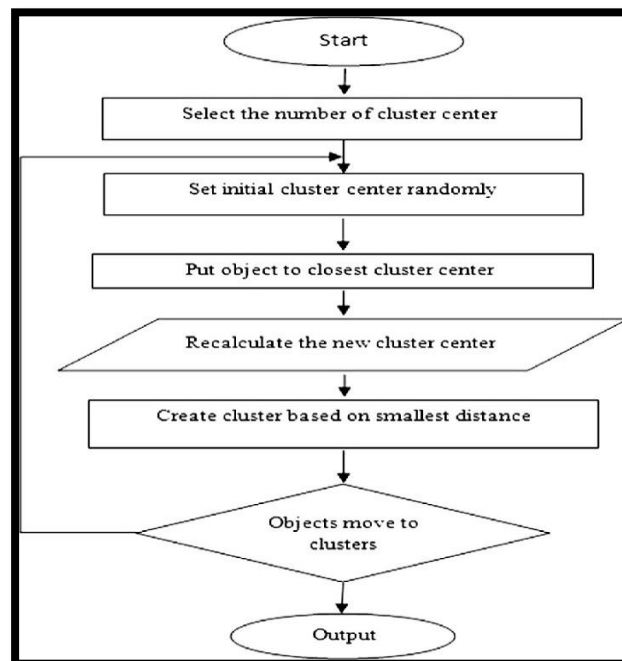 Start
Select the number of cluster center
Set initial cluster center randomly
Put object to closest cluster center
Recalculate the new cluster center
Create cluster based on smallest distance
Objects move to
clusters
Output